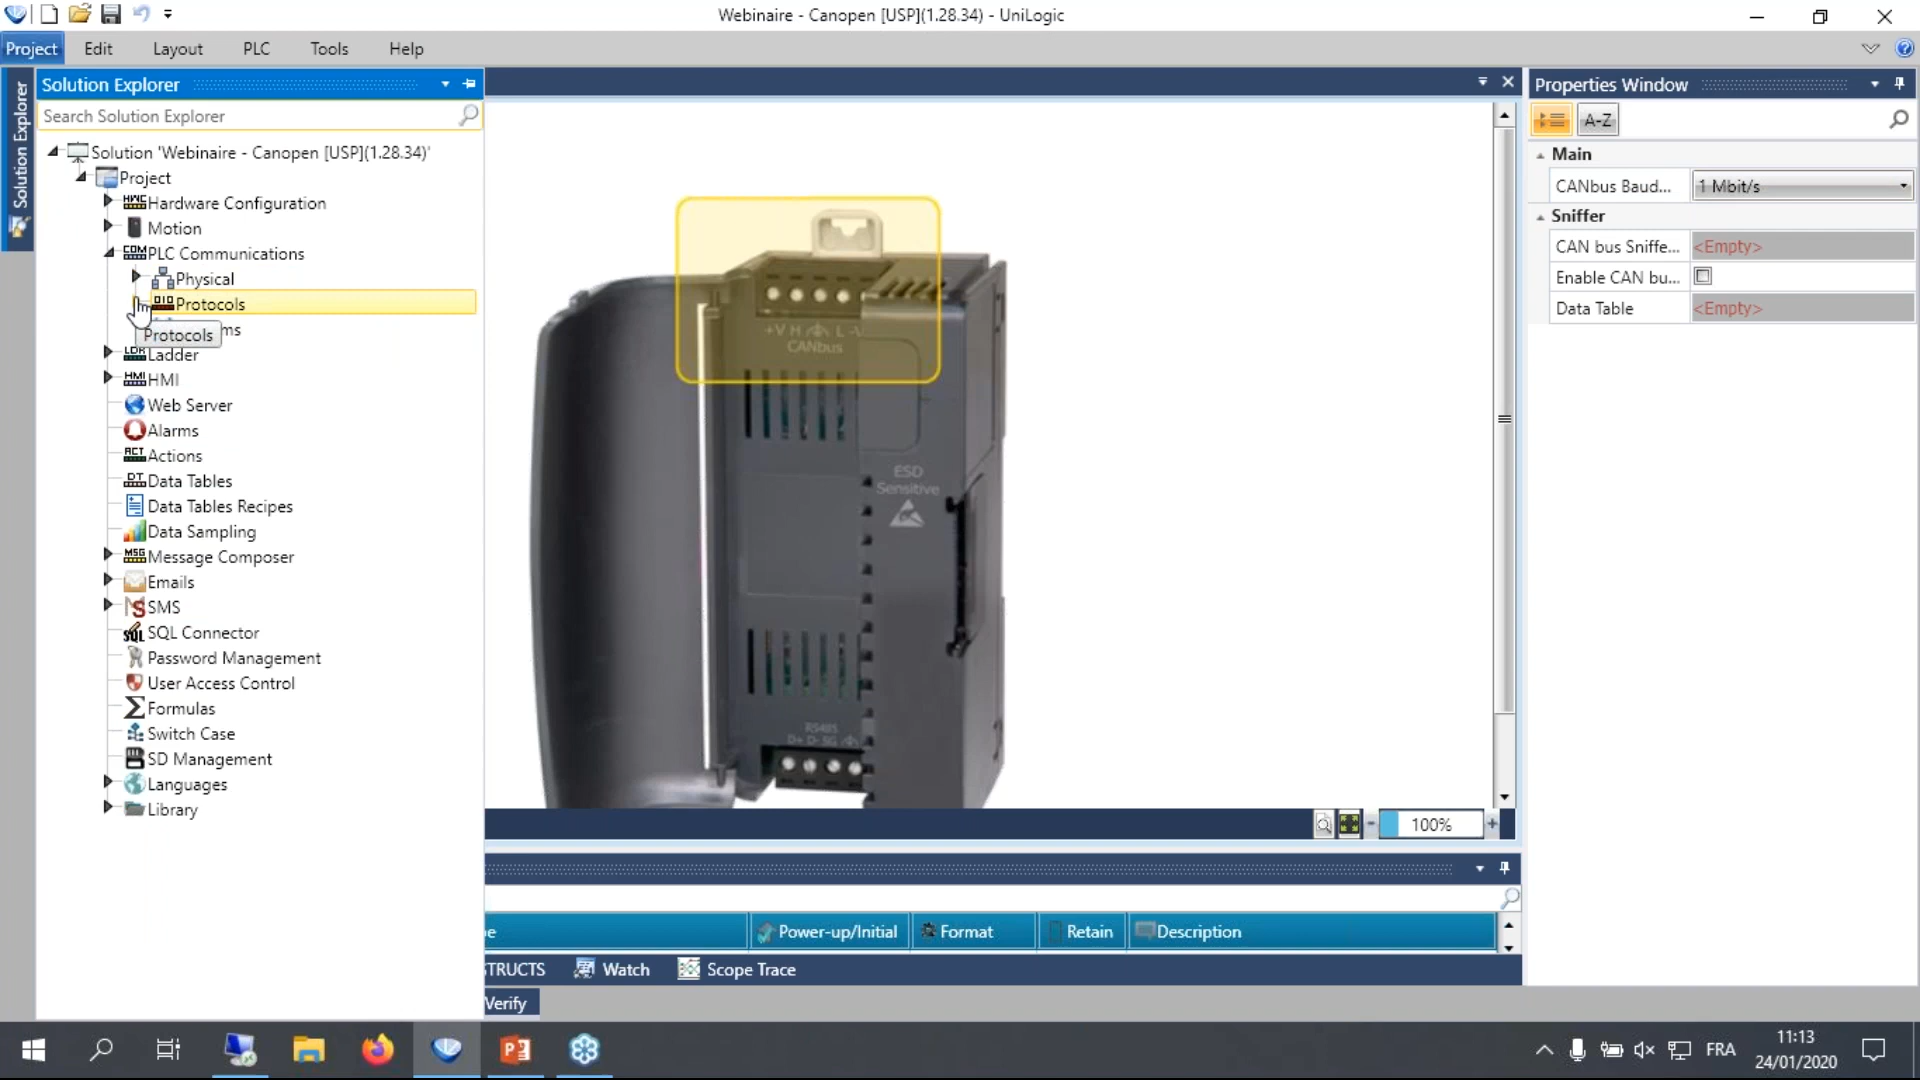 Webinaire - Canopen [USP](1.28.34) - UniLogic
Project Edit Layout PLC Tools Help
Solution Explorer
Solution Explorer
Search Solution Explorer
Solution 'Webinaire - Canopen [USP](1.28.34)'
Project
Hardware Configuration
Motion
PLC Communications
Physical
Protocols
Protocols
ms
Ladder
HMI
Web Server
Alarms
Actions
Data Tables
Data Tables Recipes
Data Sampling
Message Composer
Emails
SMS
SQL Connector
Password Management
User Access Control
Formulas
Switch Case
SD Management
Languages
Library
+V H L -V
CANbus
ESD
Sensitive
RS485
D+ D- SG
100%
pe Power-up/Initial Format Retain Description
STRUCTS Watch Scope Trace
Verify
Properties Window
A-Z
Main
CANbus Baud... 1 Mbit/s
Sniffer
CAN bus Sniffe... <Empty>
Enable CAN bu...
Data Table <Empty>
FRA
11:13
24/01/2020